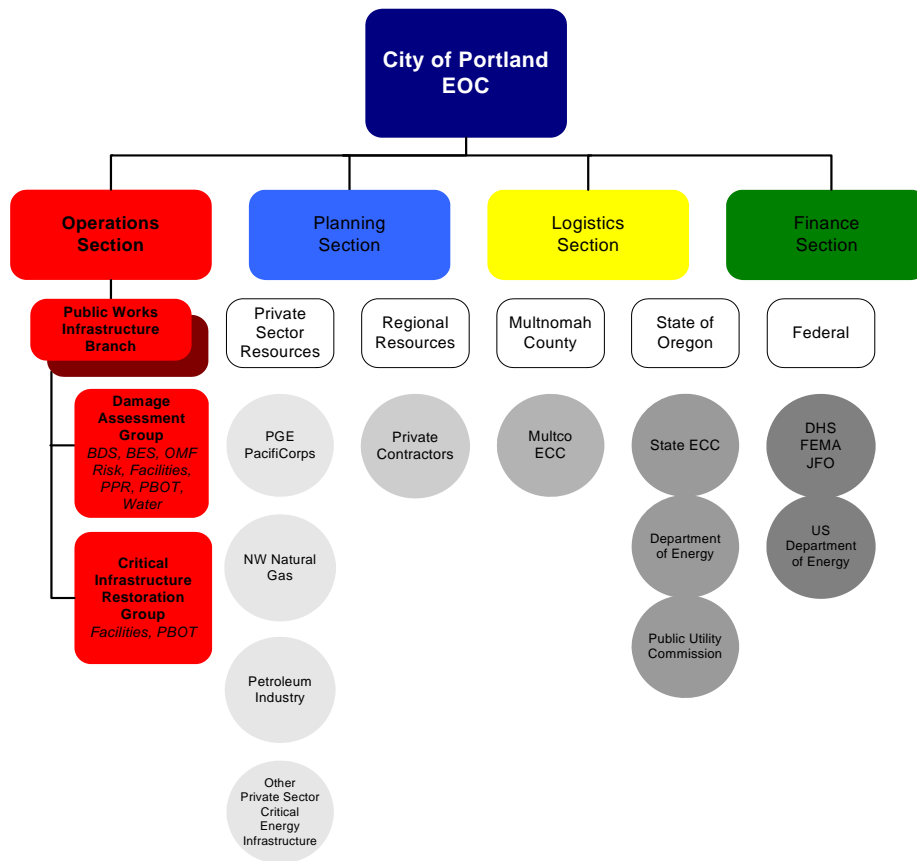 City of Portland
EOC
Operations
Section
Planning
Section
Logistics
Section
Finance
Section
Public Works
Infrastructure
Branch
Private
Sector
Resources
Regional
Resources
Multnomah
County
State of
Oregon
Federal
Damage
Assessment
Group
BDS, BES, OMF
Risk, Facilities,
PPR, PBOT,
Water
PGE
PacifiCorps
Private
Contractors
Multco
ECC
State ECC
DHS
FEMA
JFO
Critical
Infrastructure
Restoration
Group
Facilities, PBOT
NW Natural
Gas
Department
of Energy
US
Department
of Energy
Petroleum
Industry
Public Utility
Commission
Other
Private Sector
Critical
Energy
Infrastructure